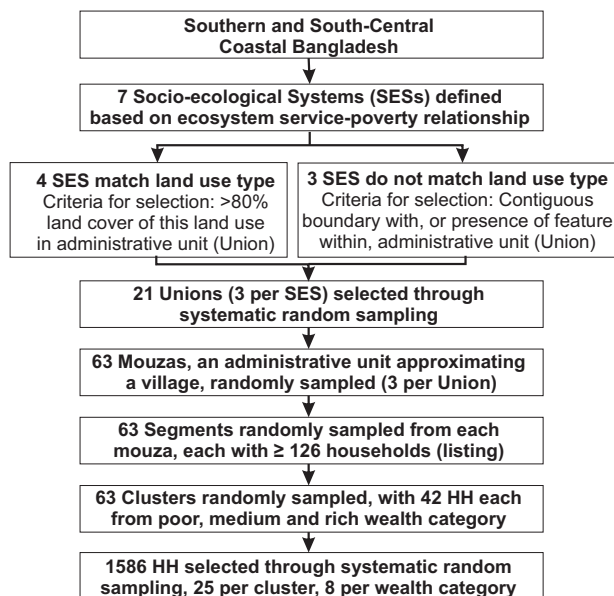 Southern and South-Central
Coastal Bangladesh
7 Socio-ecological Systems (SESs) defined
based on ecosystem service-poverty relationship
4 SES match land use type
Criteria for selection: >80%
land cover of this land use
in administrative unit (Union)
3 SES do not match land use type
Criteria for selection: Contiguous
boundary with, or presence of feature
within, administrative unit (Union)
21 Unions (3 per SES) selected through
systematic random sampling
63 Mouzas, an administrative unit approximating
a village, randomly sampled (3 per Union)
63 Segments randomly sampled from each
mouza, each with ≥ 126 households (listing)
63 Clusters randomly sampled, with 42 HH each
from poor, medium and rich wealth category
1586 HH selected through systematic random
sampling, 25 per cluster, 8 per wealth category